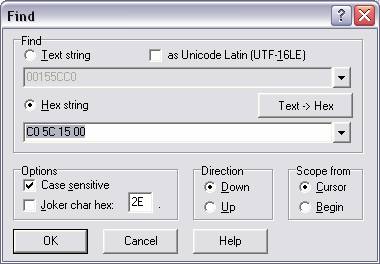 Find
?
Find
Text string
as Unicode Latin (UTF-16LE)
00155CC0
Hex string
Text -> Hex
C0 5C 15 00
Options
Case sensitive
Joker char hex: 2E .
Direction
Down
Up
Scope from
Cursor
Begin
OK
Cancel
Help